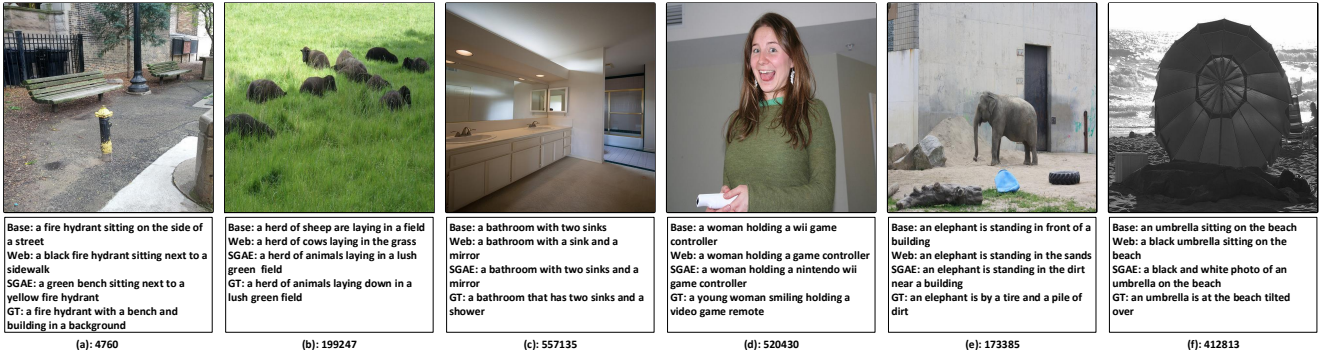 Base: a fire hydrant sitting on the side of
a street
Web: a black fire hydrant sitting next to a
sidewalk
SGAE: a green bench sitting next to a
yellow fire hydrant
GT: a fire hydrant with a bench and
building in a background
(a): 4760
Base: a herd of sheep are laying in a field
Web: a herd of cows laying in the grass
SGAE: a herd of animals laying in a lush
green field
GT: a herd of animals laying down in a
lush green field
(b): 199247
Base: a bathroom with two sinks
Web: a bathroom with a sink and a
mirror
SGAE: a bathroom with two sinks and a
mirror
GT: a bathroom that has two sinks and a
shower
(c): 557135
Base: a woman holding a wii game
controller
Web: a woman holding a game controller
SGAE: a woman holding a nintendo wii
game controller
GT: a young woman smiling holding a
video game remote
(d): 520430
Base: an elephant is standing in front of a
building
Web: an elephant is standing in the sands
SGAE: an elephant is standing in the dirt
near a building
GT: an elephant is by a tire and a pile of
dirt
(e): 173385
Base: an umbrella sitting on the beach
Web: a black umbrella sitting on the
beach
SGAE: a black and white photo of an
umbrella on the beach
GT: an umbrella is at the beach tilted
over
(f): 412813